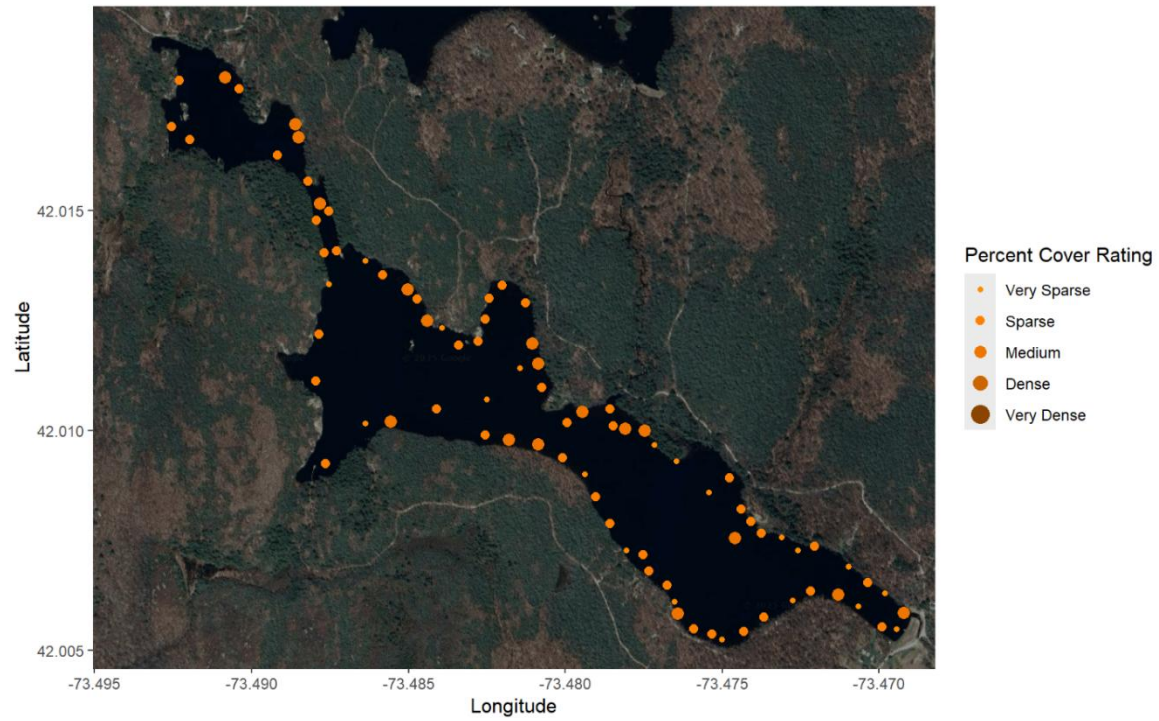 42.015
42.010
42.005
Latitude
-73.495
-73.490
-73.485
-73.480
-73.475
-73.470
Longitude
Percent Cover Rating
Very Sparse
Sparse
Medium
Dense
Very Dense